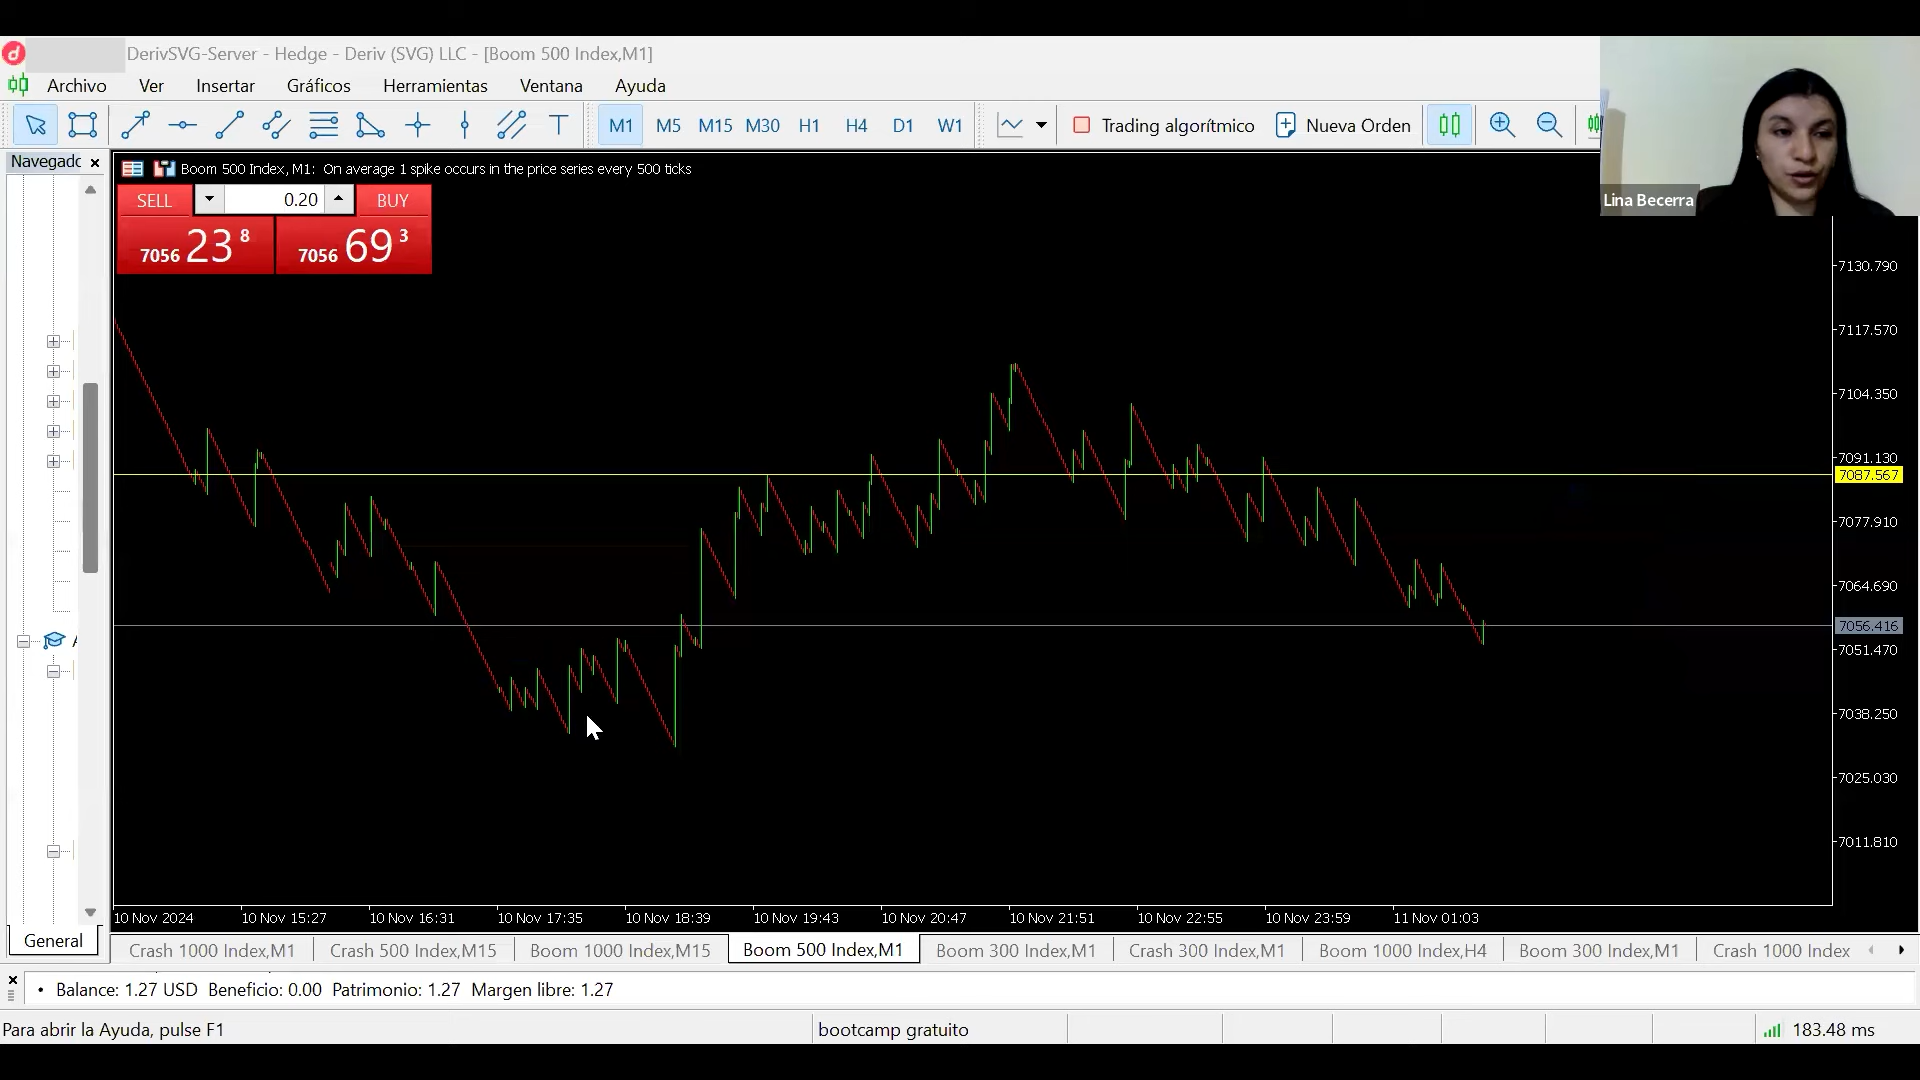 DerivSVG-Server - Hedge - Deriv (SVG) LLC - [Boom 500 Index,M1]
Archivo Ver Insertar Gráficos Herramientas Ventana Ayuda
T M1 M5 M15 M30 H1 H4 D1 W1 Trading algorítmico Nueva Orden
Lina Becerra
Navegado
Boom 500 Index, M1: On average 1 spike occurs in the price series every 500 ticks
SELL 0.20 BUY
7056 23 8 7056 69 3
7130.790
7117.570
7104.350
7091.130
7087.567
7077.910
7064.690
7056.416
7051.470
7038.250
7025.030
7011.810
10 Nov 2024 10 Nov 15:27 10 Nov 16:31 10 Nov 17:35 10 Nov 18:39 10 Nov 19:43 10 Nov 20:47 10 Nov 21:51 10 Nov 22:55 10 Nov 23:59 11 Nov 01:03
General
Crash 1000 Index,M1 Crash 500 Index,M15 Boom 1000 Index,M15 Boom 500 Index,M1 Boom 300 Index,M1 Crash 300 Index,M1 Boom 1000 Index,H4 Boom 300 Index,M1 Crash 1000 Index
• Balance: 1.27 USD Beneficio: 0.00 Patrimonio: 1.27 Margen libre: 1.27
Para abrir la Ayuda, pulse F1 bootcamp gratuito 183.48 ms